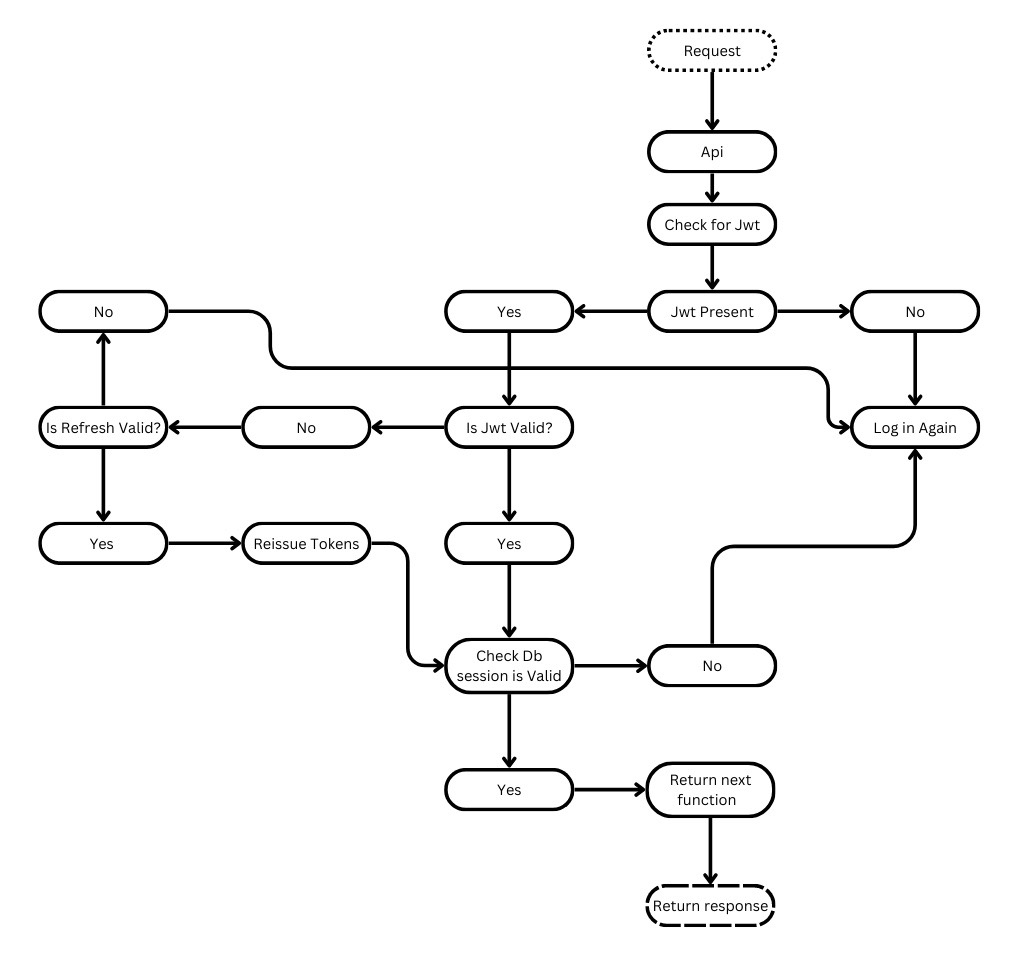 Request
Api
Check for Jwt
No
Yes
Jwt Present
No
Is Refresh Valid?
No
Is Jwt Valid?
Log in Again
Yes
Reissue Tokens
Yes
Check Db
session is Valid
No
Yes
Return next
function
Return response